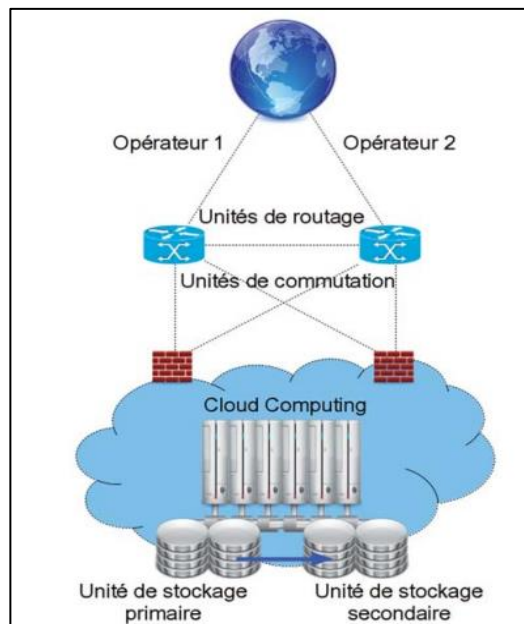 Opérateur 1
Opérateur 2
Unités de routage
Unités de commutation
Cloud Computing
Unité de stockage
primaire
Unité de stockage
secondaire